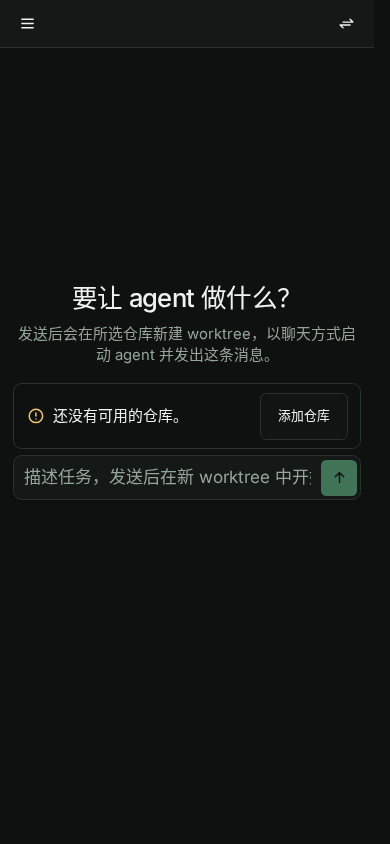 要让 agent 做什么？
发送后会在所选仓库新建 worktree，以聊天方式启
动 agent 并发出这条消息。
还没有可用的仓库。
添加仓库
描述任务，发送后在新 worktree 中开